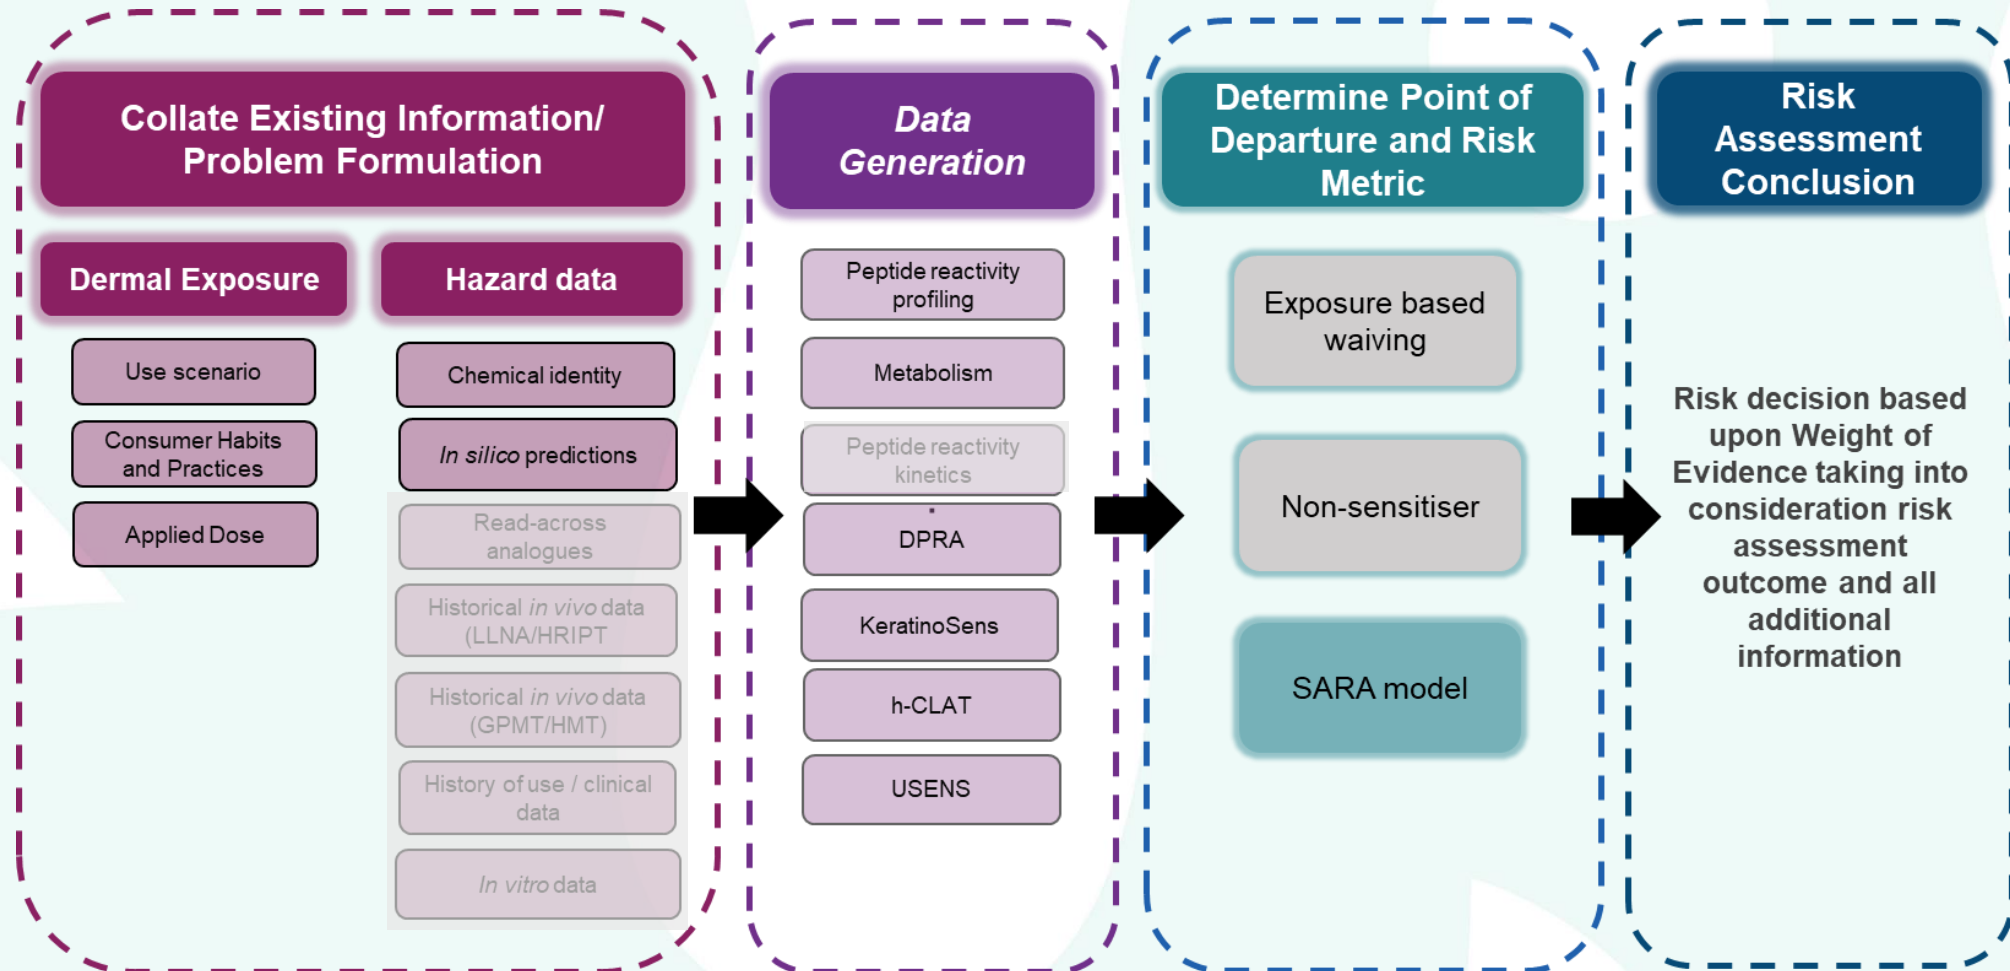 Collate Existing Information/
Problem Formulation
Dermal Exposure
Use scenario
Consumer Habits
and Practices
Applied Dose
Hazard data
Chemical identity
In silico predictions
Read-across
analogues
Historical in vivo data
(LLNA/HRIPT
Historical in vivo data
(GPMT/HMT)
History of use / clinical
data
In vitro data
Data
Generation
Peptide reactivity
profiling
Metabolism
Peptide reactivity
kinetics
DPRA
KeratinoSens
h-CLAT
USENS
Determine Point of
Departure and Risk
Metric
Exposure based
waiving
Non-sensitiser
SARA model
Risk
Assessment
Conclusion
Risk decision based
upon Weight of
Evidence taking into
consideration risk
assessment
outcome and all
additional
information